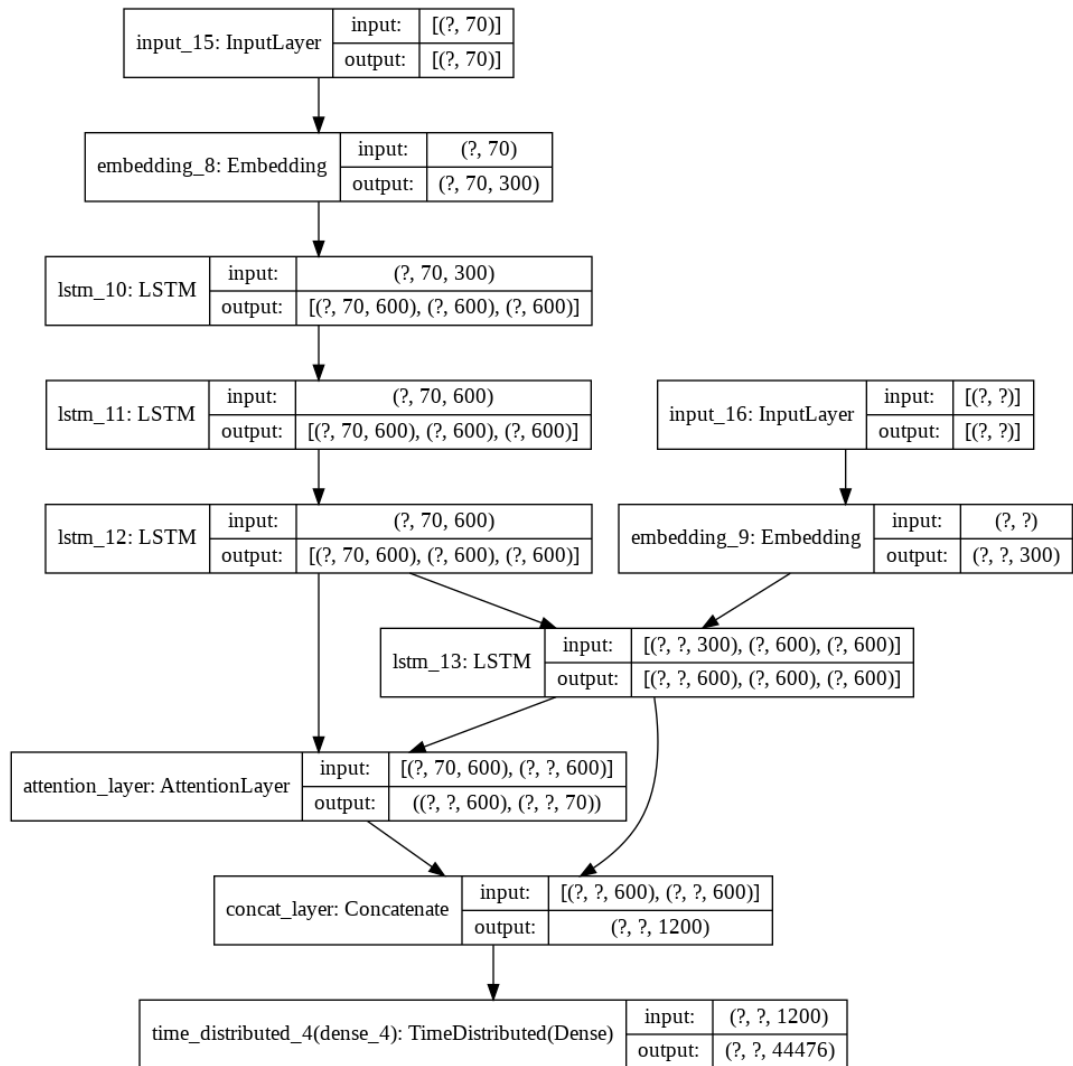 input_15: InputLayer
input: [(?, 70)]
output: [(?, 70)]
embedding_8: Embedding
input: (?, 70)
output: (?, 70, 300)
lstm_10: LSTM
input: (?, 70, 300)
output: [(?, 70, 600), (?, 600), (?, 600)]
lstm_11: LSTM
input: (?, 70, 600)
output: [(?, 70, 600), (?, 600), (?, 600)]
input_16: InputLayer
input: [(?, ?)]
output: [(?, ?)]
lstm_12: LSTM
input: (?, 70, 600)
output: [(?, 70, 600), (?, 600), (?, 600)]
embedding_9: Embedding
input: (?, ?)
output: (?, ?, 300)
lstm_13: LSTM
input: [(?, ?, 300), (?, 600), (?, 600)]
output: [(?, ?, 600), (?, 600), (?, 600)]
attention_layer: AttentionLayer
input: [(?, 70, 600), (?, ?, 600)]
output: ((?, ?, 600), (?, ?, 70))
concat_layer: Concatenate
input: [(?, ?, 600), (?, ?, 600)]
output: (?, ?, 1200)
time_distributed_4(dense_4): TimeDistributed(Dense)
input: (?, ?, 1200)
output: (?, ?, 44476)